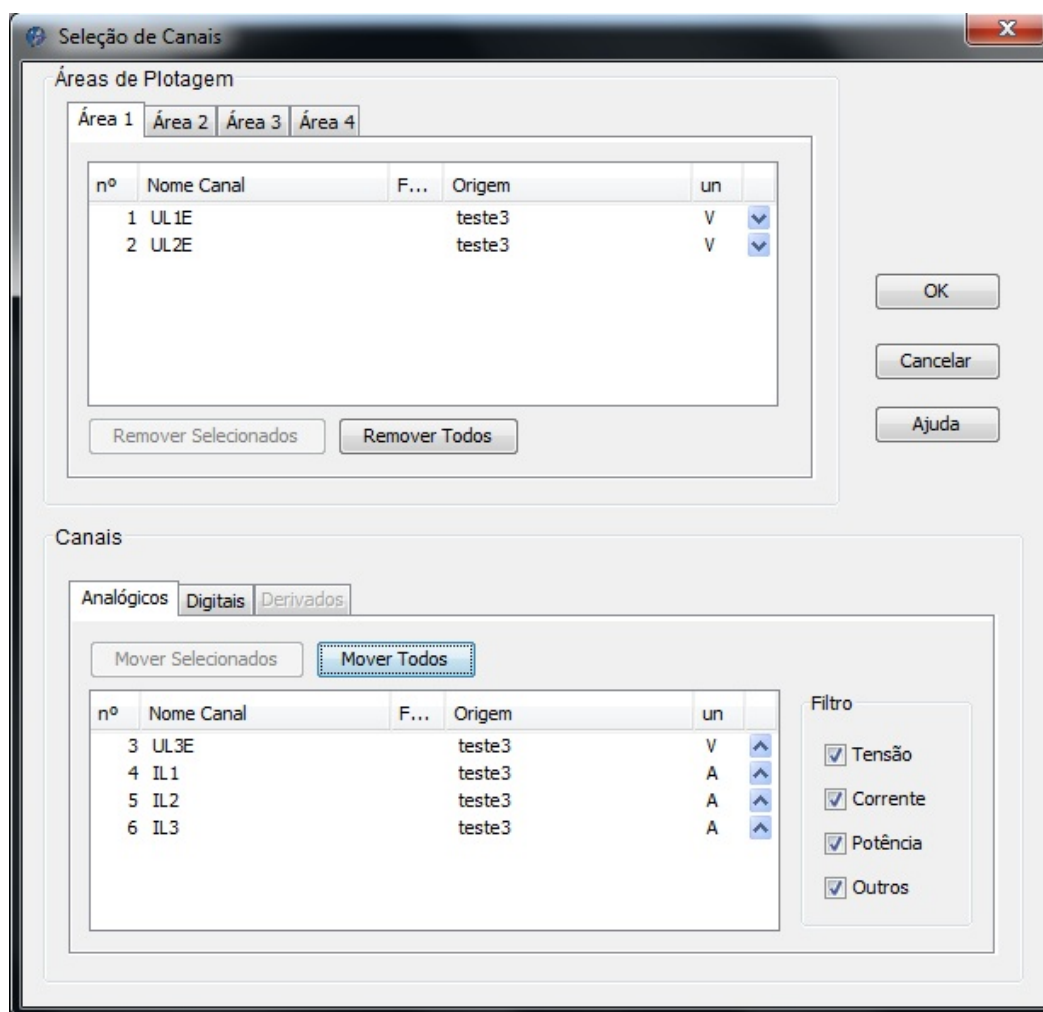 Seleção de Canais
x
Áreas de Plotagem
Área 1 Área 2 Área 3 Área 4
nº Nome Canal F... Origem un
1 UL1E teste3 V
2 UL2E teste3 V
OK
Cancelar
Ajuda
Remover Selecionados Remover Todos
Canais
Analógicos Digitais Derivados
Mover Selecionados Mover Todos
nº Nome Canal F... Origem un
3 UL3E teste3 V
4 IL1 teste3 A
5 IL2 teste3 A
6 IL3 teste3 A
Filtro
Tensão
Corrente
Potência
Outros